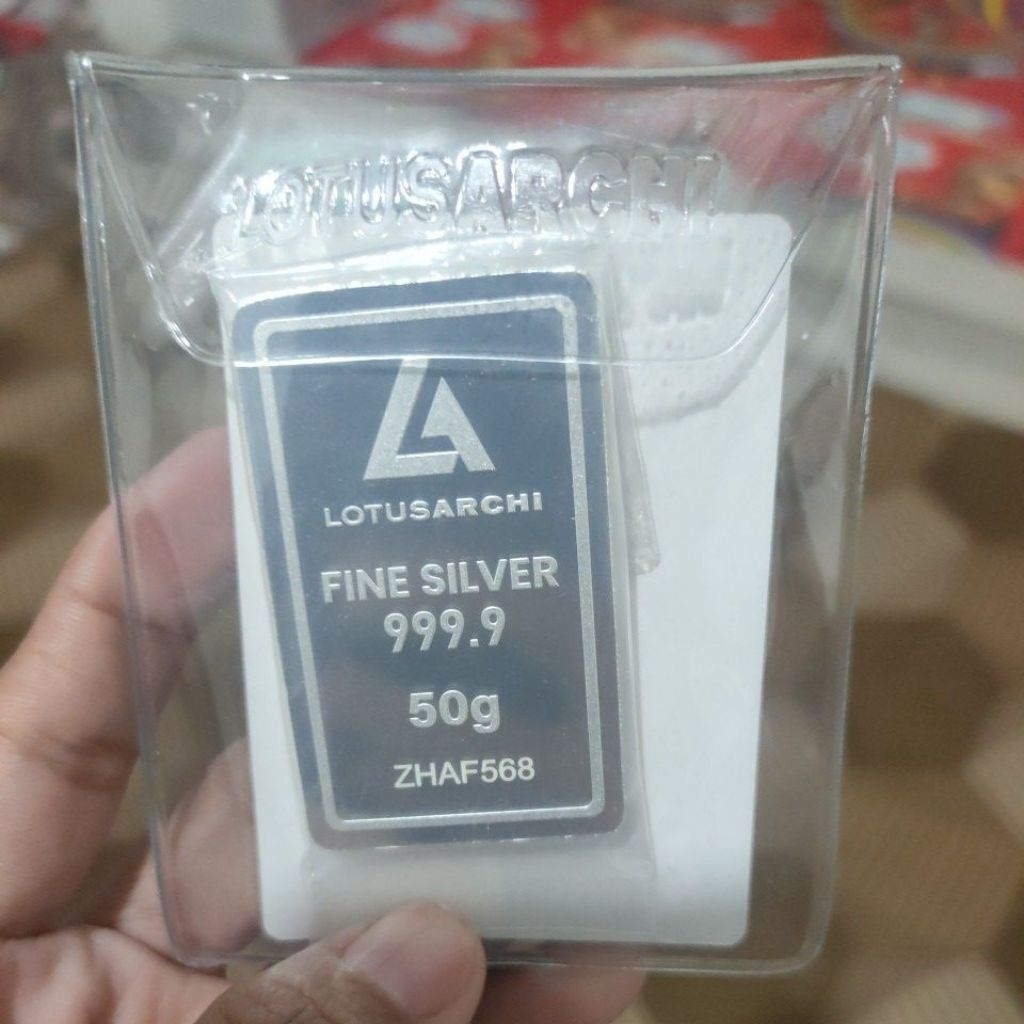 LOTUSARCHI
LOTUSARCHI
FINE SILVER
999.9
50g
ZHAF568